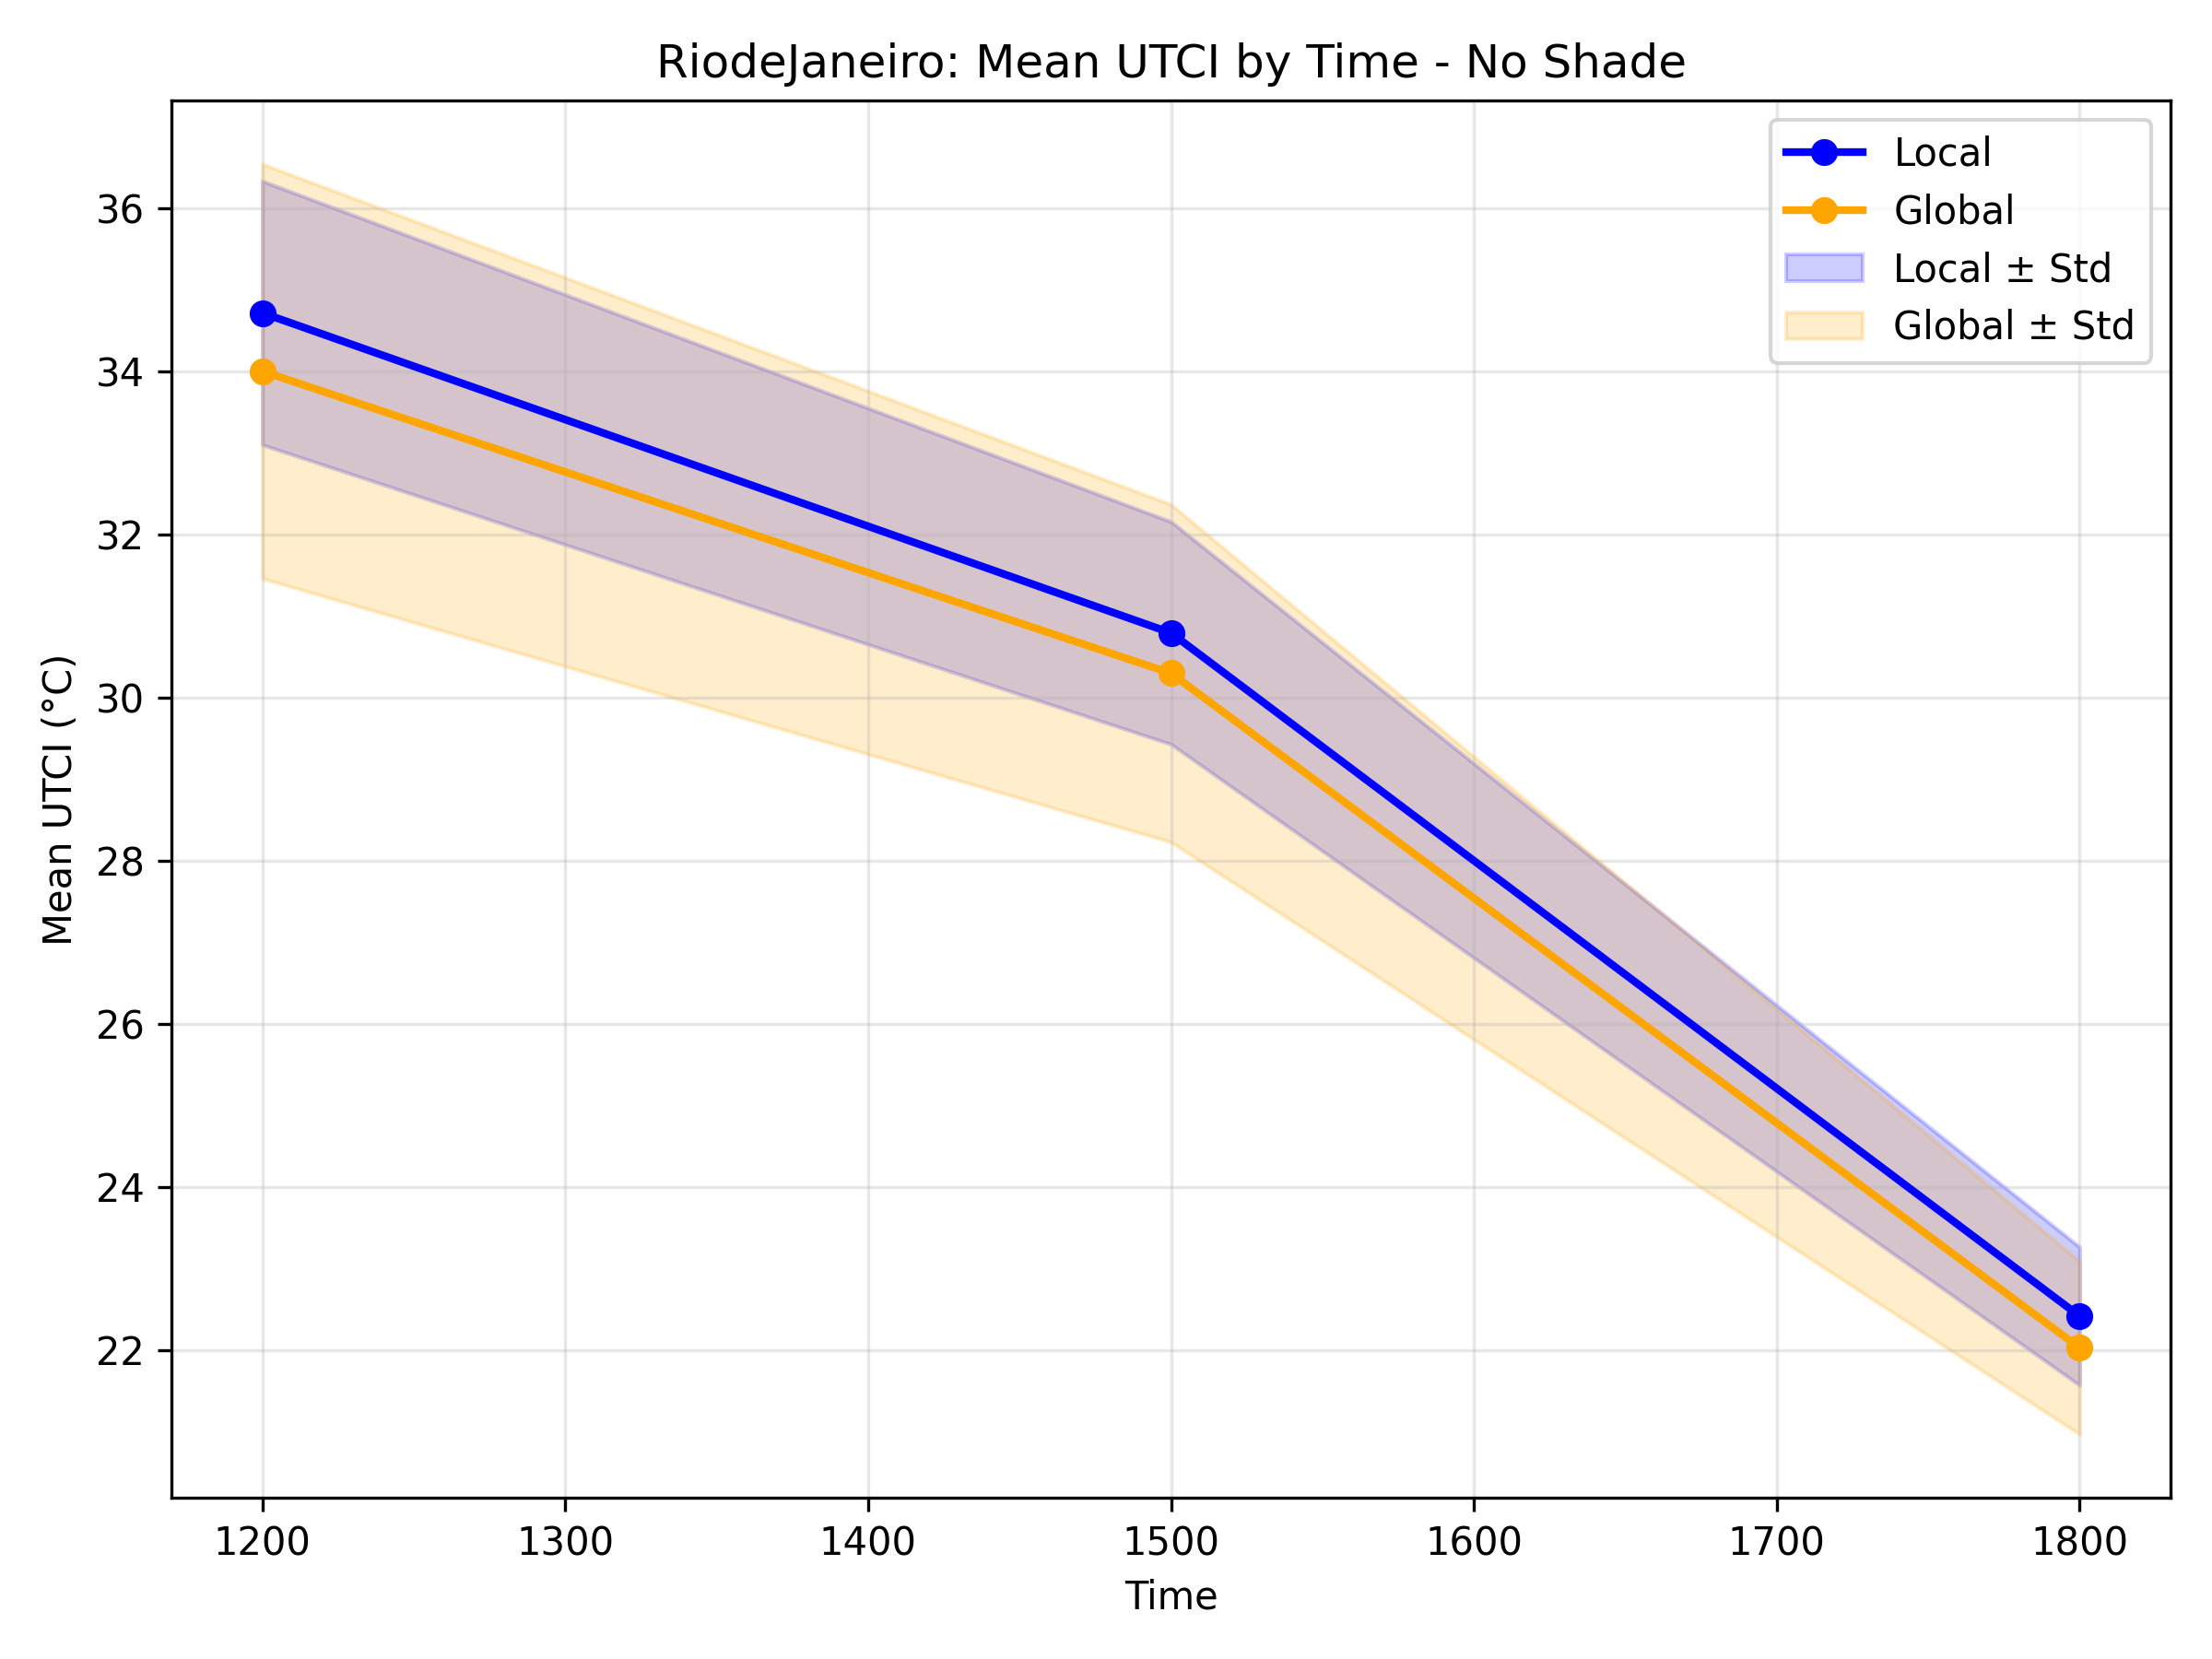 RiodeJaneiro: Mean UTCI by Time - No Shade
Local
Global
Local ± Std
Global ± Std
Mean UTCI (°C)
36
34
32
30
28
26
24
22
1200 1300 1400 1500 1600 1700 1800
Time